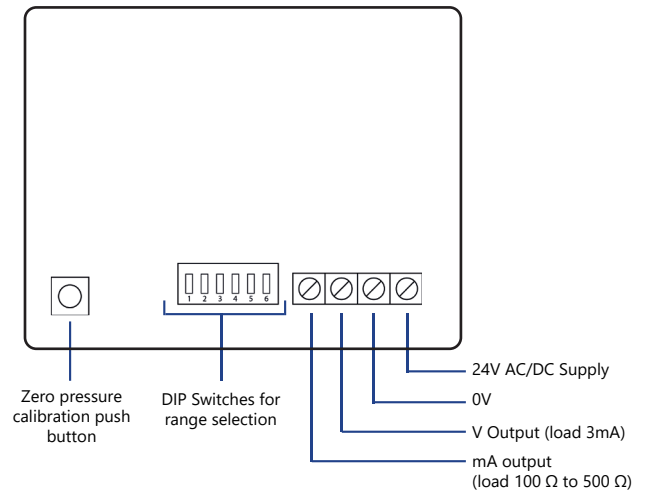 1 2 3 4 5 6
Zero pressure
calibration push
button
DIP Switches for
range selection
24V AC/DC Supply
0V
V Output (load 3mA)
mA output
(load 100 Ω to 500 Ω)